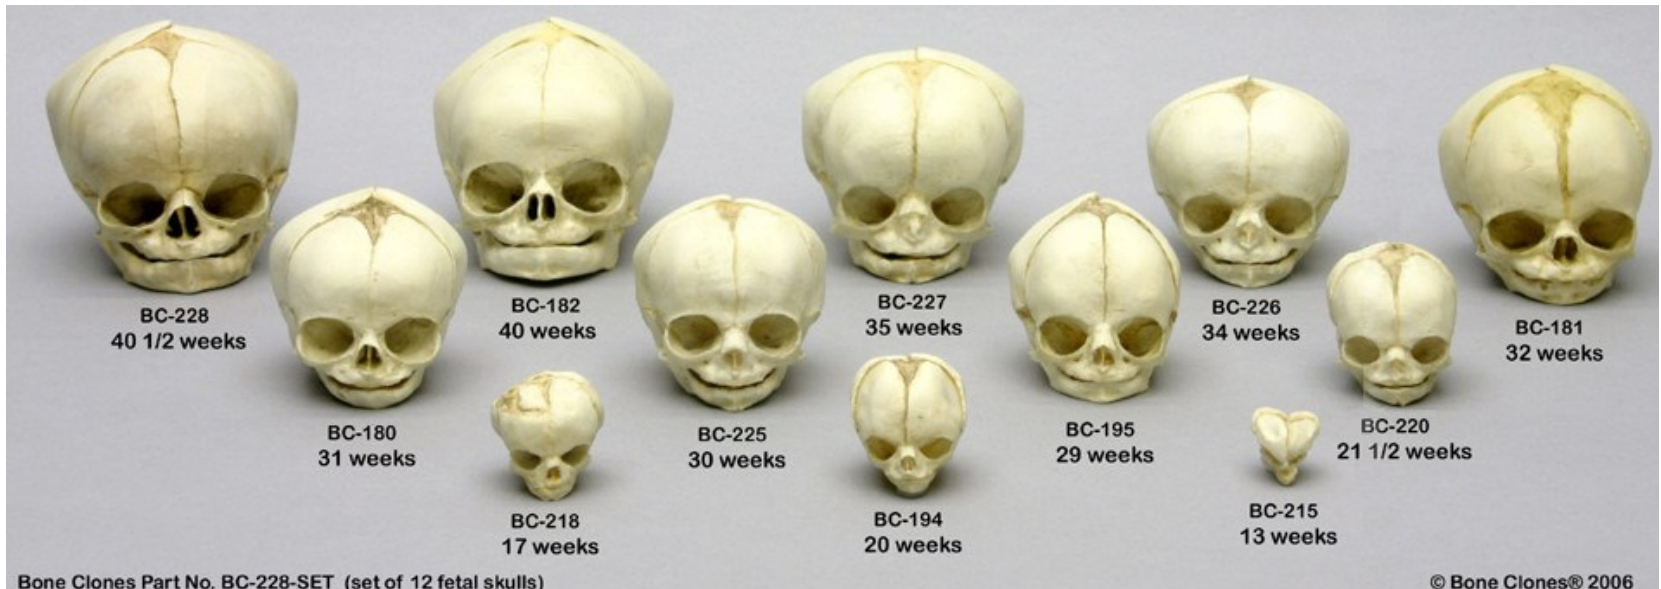 BC-228
40 1/2 weeks
BC-182
40 weeks
BC-227
35 weeks
BC-226
34 weeks
BC-181
32 weeks
BC-180
31 weeks
BC-225
30 weeks
BC-195
29 weeks
BC-220
21 1/2 weeks
BC-218
17 weeks
BC-194
20 weeks
BC-215
13 weeks
Bone Clones Part No. BC-228-SET (set of 12 fetal skulls)
© Bone Clones® 2006